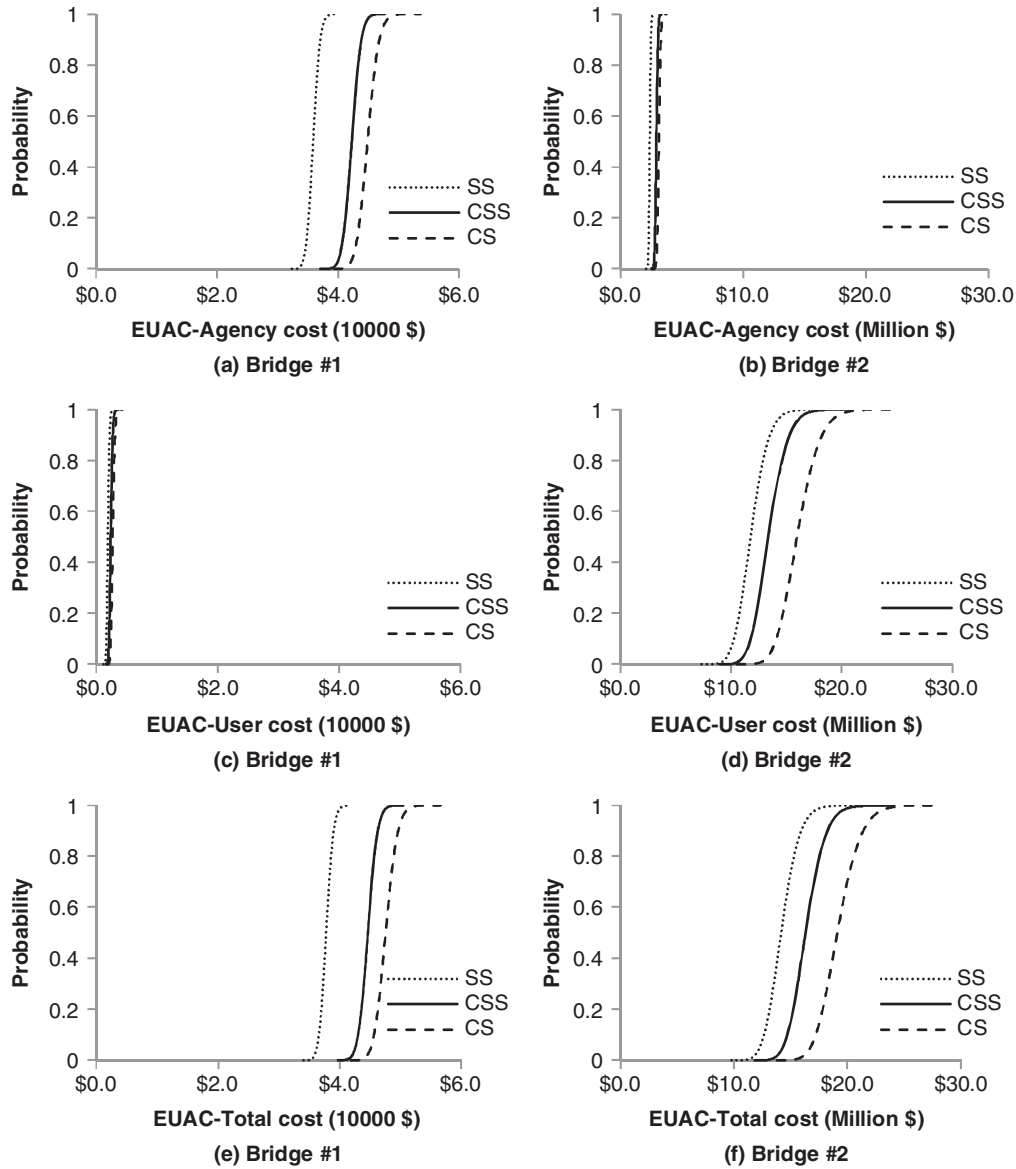 1
0.8
0.6
0.4
0.2
0
Probability
SS
CSS
CS
$0.0 $2.0 $4.0 $6.0
EUAC-Agency cost (10000 $)
(a) Bridge #1
1
0.8
0.6
0.4
0.2
0
Probability
SS
CSS
CS
$0.0 $10.0 $20.0 $30.0
EUAC-Agency cost (Million $)
(b) Bridge #2
1
0.8
0.6
0.4
0.2
0
Probability
SS
CSS
CS
$0.0 $2.0 $4.0 $6.0
EUAC-User cost (10000 $)
(c) Bridge #1
1
0.8
0.6
0.4
0.2
0
Probability
SS
CSS
CS
$0.0 $10.0 $20.0 $30.0
EUAC-User cost (Million $)
(d) Bridge #2
1
0.8
0.6
0.4
0.2
0
Probability
SS
CSS
CS
$0.0 $2.0 $4.0 $6.0
EUAC-Total cost (10000 $)
(e) Bridge #1
1
0.8
0.6
0.4
0.2
0
Probability
SS
CSS
CS
$0.0 $10.0 $20.0 $30.0
EUAC-Total cost (Million $)
(f) Bridge #2